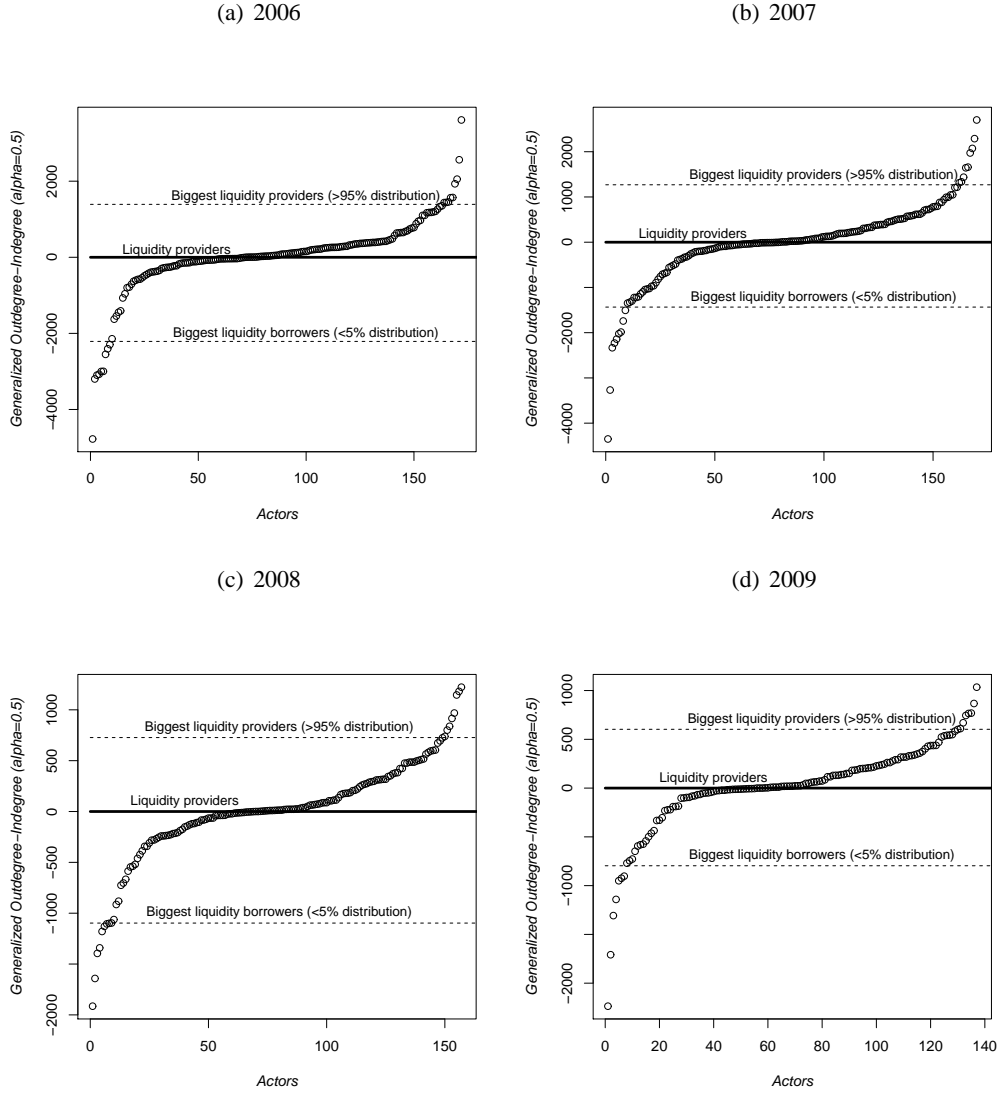 (a) 2006
Generalized Outdegree−Indegree (alpha=0.5)
2000
0
−2000
−4000
Biggest liquidity providers (>95% distribution)
Liquidity providers
Biggest liquidity borrowers (<5% distribution)
0 50 100 150
Actors
(b) 2007
Generalized Outdegree−Indegree (alpha=0.5)
2000
1000
0
−1000
−2000
−4000
Biggest liquidity providers (>95% distribution)
Liquidity providers
Biggest liquidity borrowers (<5% distribution)
0 50 100 150
Actors
(c) 2008
Generalized Outdegree−Indegree (alpha=0.5)
1000
500
0
−500
−1000
−2000
Biggest liquidity providers (>95% distribution)
Liquidity providers
Biggest liquidity borrowers (<5% distribution)
0 50 100 150
Actors
(d) 2009
Generalized Outdegree−Indegree (alpha=0.5)
1000
500
0
−500
−1000
−2000
Biggest liquidity providers (>95% distribution)
Liquidity providers
Biggest liquidity borrowers (<5% distribution)
0 20 40 60 80 100 120 140
Actors